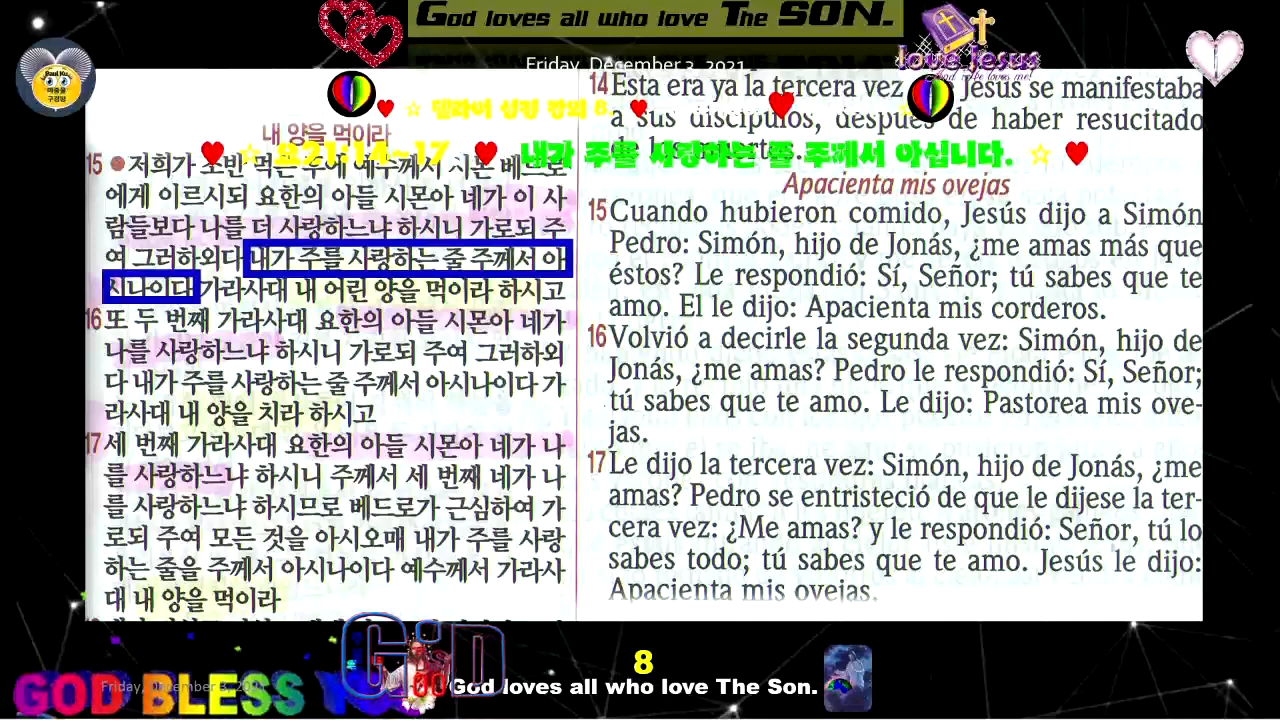 God loves all who love The SON.
Friday, December 3, 2021
love Jesus
텔라이 성경 강좌 8.
요21:14~17
내가 주를 사랑하는 줄 주께서 아십니다.
내 양을 먹이라
15 ●저희가 조반 먹은 후에 예수께서 시몬 베드로
에게 이르시되 요한의 아들 시몬아 네가 이 사
람들보다 나를 더 사랑하느냐 하시니 가로되 주
여 그러하외다 내가 주를 사랑하는 줄 주께서 아
시나이다 가라사대 내 어린 양을 먹이라 하시고
16 또 두 번째 가라사대 요한의 아들 시몬아 네가
나를 사랑하느냐 하시니 가로되 주여 그러하외
다 내가 주를 사랑하는 줄 주께서 아시나이다 가
라사대 내 양을 치라 하시고
17 세 번째 가라사대 요한의 아들 시몬아 네가 나
를 사랑하느냐 하시니 주께서 세 번째 네가 나
를 사랑하느냐 하시므로 베드로가 근심하여 가
로되 주여 모든 것을 아시오매 내가 주를 사랑
하는 줄을 주께서 아시나이다 예수께서 가라사
대 내 양을 먹이라
14 Esta era ya la tercera vez Jesús se manifestaba
a sus discípulos, después de haber resucitado
de los muertos.
Apacienta mis ovejas
15 Cuando hubieron comido, Jesús dijo a Simón
Pedro: Simón, hijo de Jonás, ¿me amas más que
éstos? Le respondió: Sí, Señor; tú sabes que te
amo. El le dijo: Apacienta mis corderos.
16 Volvió a decirle la segunda vez: Simón, hijo de
Jonás, ¿me amas? Pedro le respondió: Sí, Señor;
tú sabes que te amo. Le dijo: Pastorea mis ove-
jas.
17 Le dijo la tercera vez: Simón, hijo de Jonás, ¿me
amas? Pedro se entristeció de que le dijese la ter-
cera vez: ¿Me amas? y le respondió: Señor, tú lo
sabes todo; tú sabes que te amo. Jesús le dijo:
Apacienta mis ovejas.
8
God loves all who love The Son.
GOD BLESS
Friday, December 3, 2021
GOD